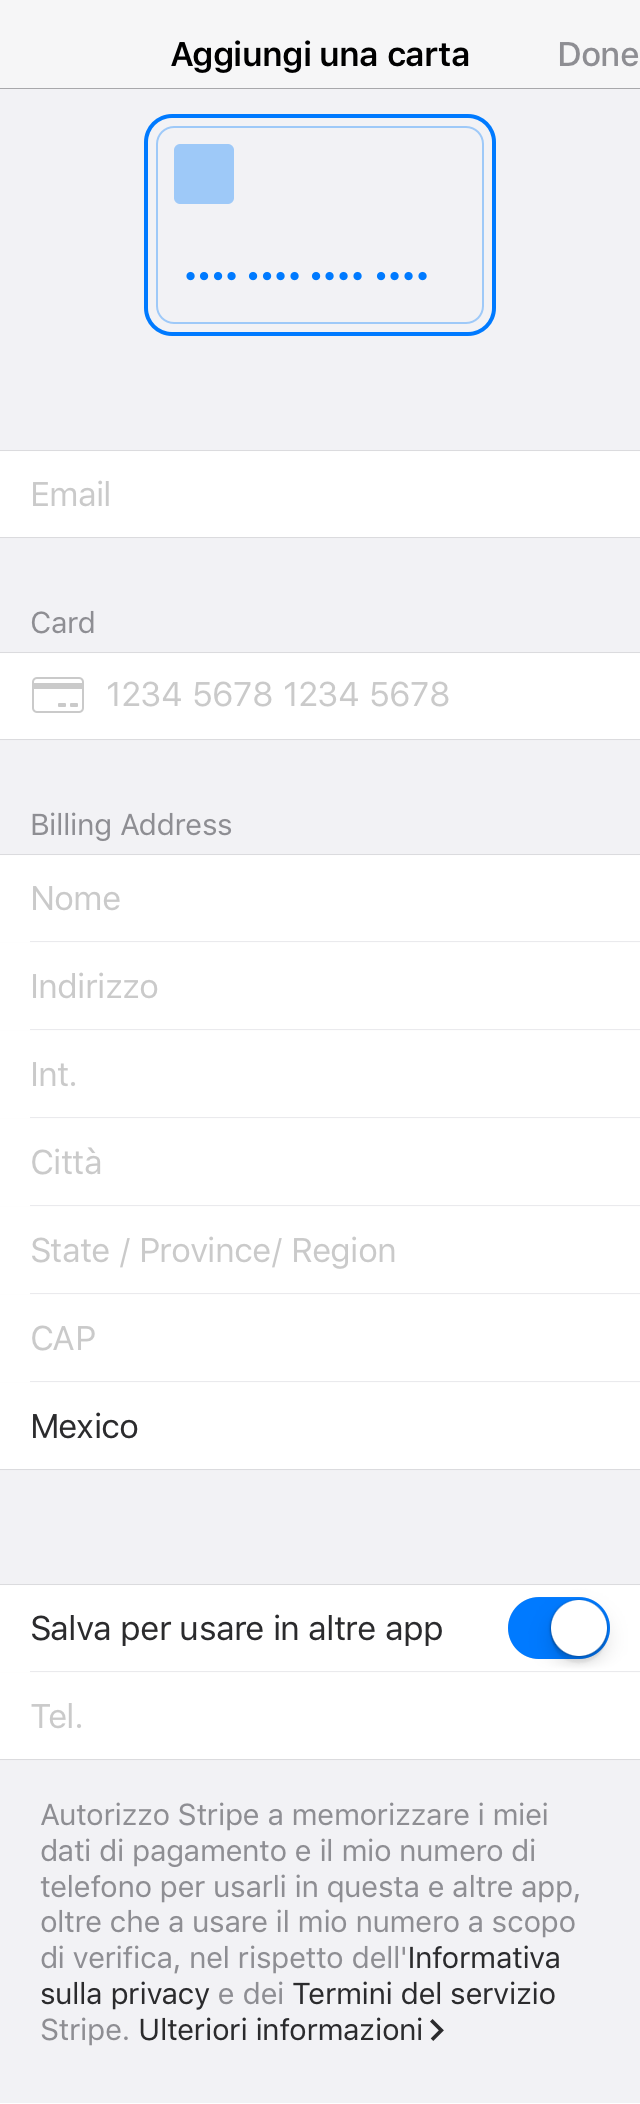 Aggiungi una carta Done
Email
Card
1234 5678 1234 5678
Billing Address
Nome
Indirizzo
Int.
Città
State / Province/ Region
CAP
Mexico
Salva per usare in altre app
Tel.
Autorizzo Stripe a memorizzare i miei
dati di pagamento e il mio numero di
telefono per usarli in questa e altre app,
oltre che a usare il mio numero a scopo
di verifica, nel rispetto dell'Informativa
sulla privacy e dei Termini del servizio
Stripe. Ulteriori informazioni